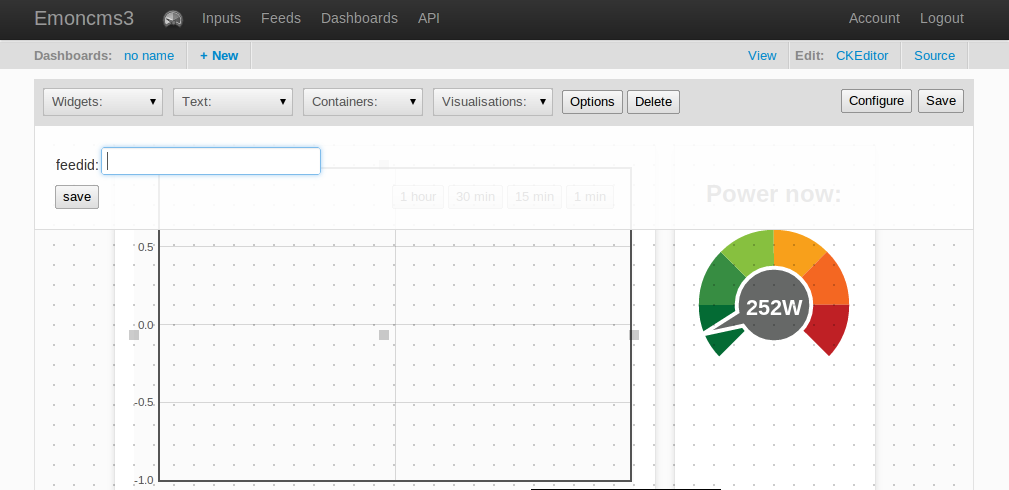 Emoncms3 Inputs Feeds Dashboards API Account Logout
Dashboards: no name + New View Edit: CKEditor Source
Widgets: Text: Containers: Visualisations: Options Delete Configure Save
feedid:
save 1 hour 30 min 15 min 1 min Power now:
0.5
252W
0.0
-0.5
-1.0